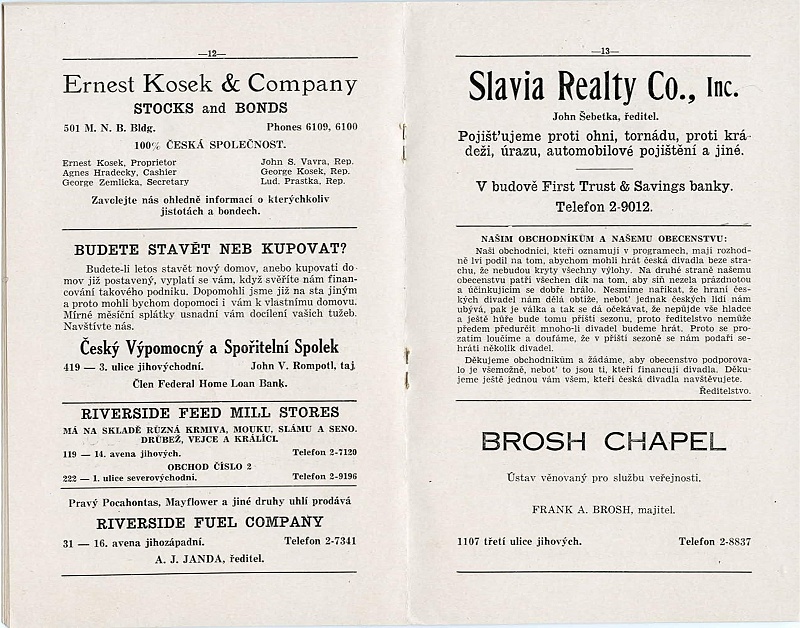 —12—
Ernest Kosek & Company
STOCKS and BONDS
501 M. N. B. Bldg. Phones 6109, 6100
100% ČESKÁ SPOLEČNOST.
Ernest Kosek, Proprietor John S. Vavra, Rep.
Agnes Hradecky, Cashier George Kosek, Rep.
George Zemlicka, Secretary Lud. Prastka, Rep.
Zavolejte nás ohledně informací o kterýchkoliv
jistotách a bondech.
BUDETE STAVĚT NEB KUPOVAT?
Budete-li letos stavět nový domov, anebo kupovati do-
mov již postavený, vyplatí se vám, když svěříte nám finan-
cování takového podniku. Dopomohli jsme již na sta jiným
a proto mohli bychom dopomoci i vám k vlastnímu domovu.
Mírné měsíční splátky usnadní vám docílení vašich tužeb.
Navštivte nás.
Český Výpomocný a Spořitelní Spolek
419 — 3. ulice jihovýchodní. John V. Rompotl, taj.
Člen Federal Home Loan Bank.
RIVERSIDE FEED MILL STORES
MÁ NA SKLADĚ RŮZNÁ KRMIVA, MOUKU, SLÁMU A SENO.
DRŮBEŽ, VEJCE A KRÁLÍCI.
119 — 14. avena jihových. Telefon 2-7120
OBCHOD ČÍSLO 2
222 — 1. ulice severovýchodní. Telefon 2-9196
Pravý Pocahontas, Mayflower a jiné druhy uhlí prodává
RIVERSIDE FUEL COMPANY
31 — 16. avena jihozápadní. Telefon 2-7341
A. J. JANDA, ředitel.
—13—
Slavia Realty Co., Inc.
John Šebetka, ředitel.
Pojišťujeme proti ohni, tornádu, proti krá-
deži, úrazu, automobilové pojištění a jiné.
V budově First Trust & Savings banky.
Telefon 2-9012.
NAŠIM OBCHODNÍKŮM A NAŠEMU OBECENSTVU:
Naši obchodníci, kteří oznamují v programech, mají rozhod-
ně lví podíl na tom, abychom mohli hrát česká divadla beze stra-
chu, že nebudou kryty všechny výlohy. Na druhé straně našemu
obecenstvu patří všechen dík na tom, aby síň nezela prázdnotou
a účinkujícím se dobře hrálo. Nesmíme naříkat, že hraní čes-
kých divadel nám dělá obtíže, neboť jednak českých lidí nám
ubývá, pak je válka a tak se dá očekávat, že nepůjde vše hladce
a ještě hůře bude tomu příští sezonu, proto ředitelstvo nemůže
předem předurčit mnoho-li divadel budeme hrát. Proto se pro-
zatím loučíme a doufáme, že v příští sezoně se nám podaří se-
hráti několik divadel.
Děkujeme obchodníkům a žádáme, aby obecenstvo podporova-
lo je všemožně, neboť to jsou ti, kteří financují divadla. Děku-
jeme ještě jednou vám všem, kteří česká divadla navštěvujete.
Ředitelstvo.
BROSH CHAPEL
Ústav věnovaný pro službu veřejnosti.
FRANK A. BROSH, majitel.
1107 třetí ulice jihových. Telefon 2-8837